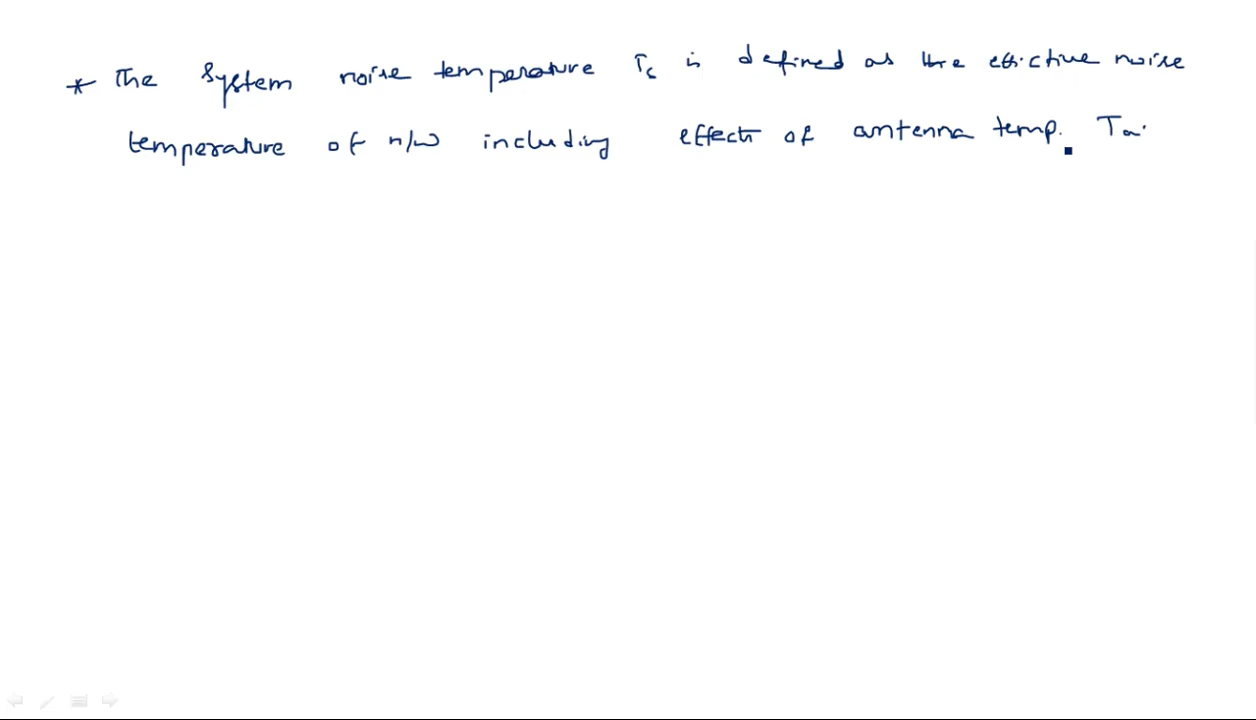 * The System noise temperature Ts is defined as the effective noise
temperature of n/w including effect of antenna temp. Ta.